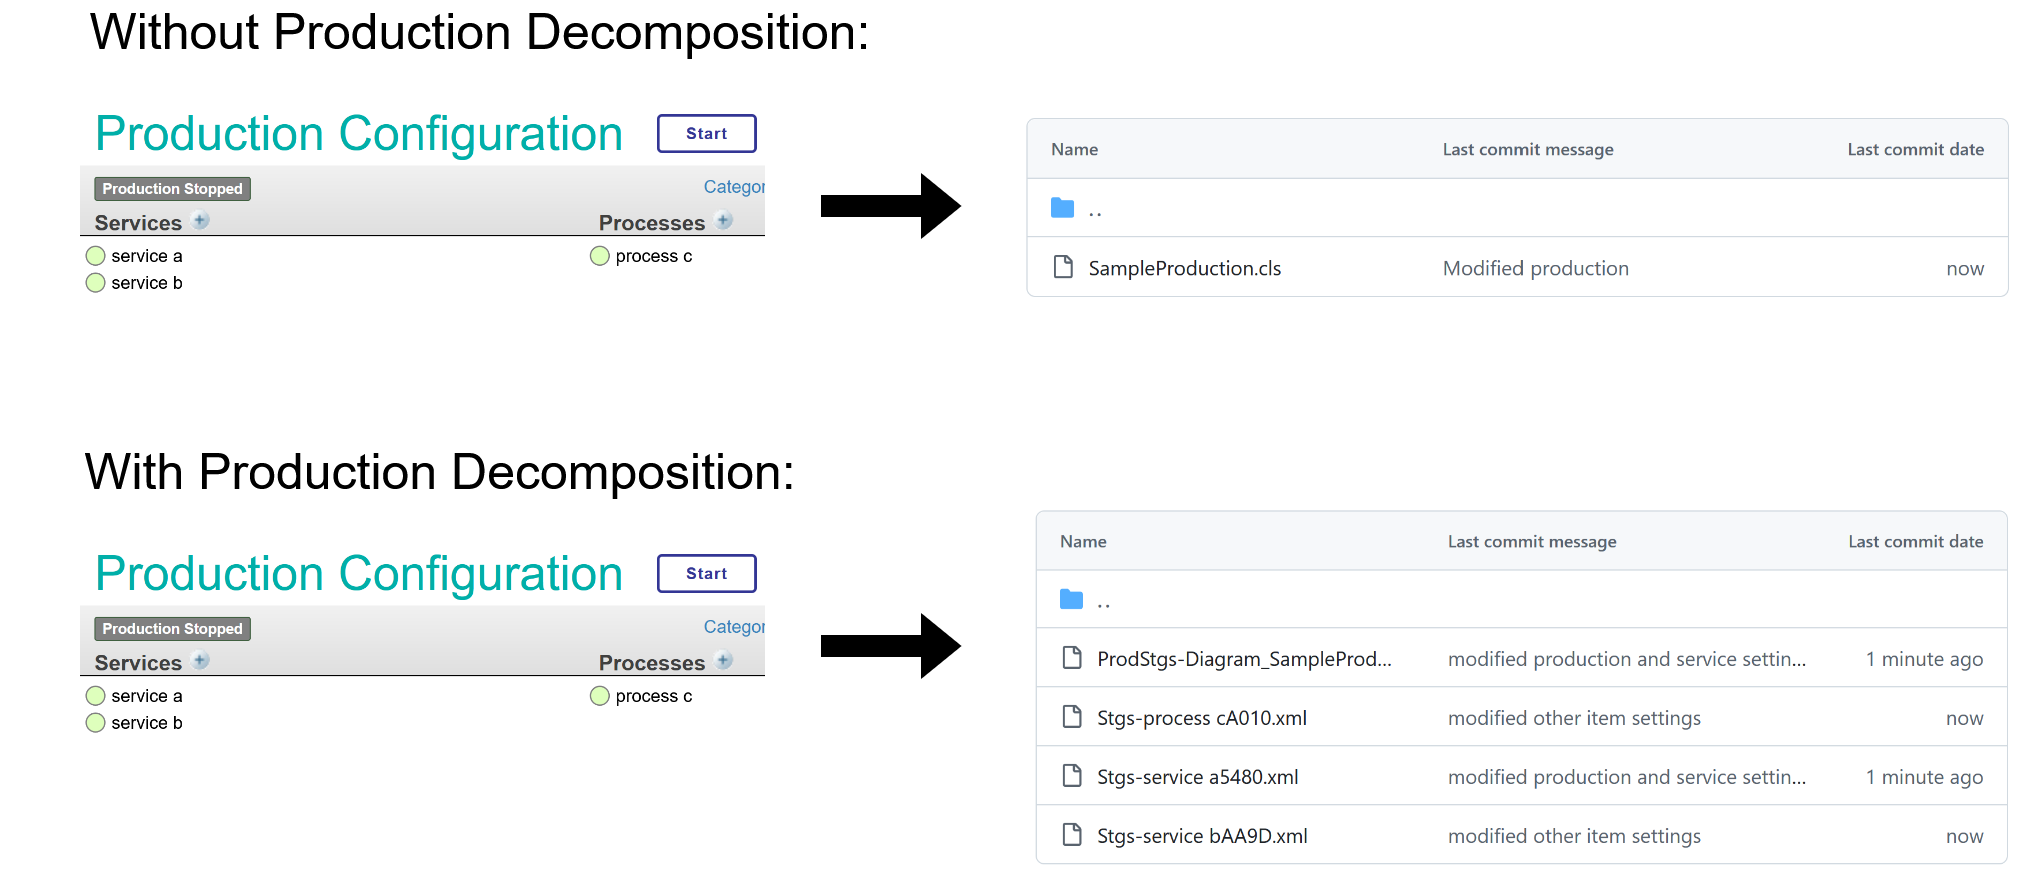 Without Production Decomposition:
Production Configuration
Start
Production Stopped
Categor
Services
Processes
service a
process c
service b
Name
Last commit message
Last commit date
..
SampleProduction.cls
Modified production
now
With Production Decomposition:
Production Configuration
Start
Production Stopped
Categor
Services
Processes
service a
process c
service b
Name
Last commit message
Last commit date
..
ProdStgs-Diagram_SampleProd...
modified production and service settin...
1 minute ago
Stgs-process cA010.xml
modified other item settings
now
Stgs-service a5480.xml
modified production and service settin...
1 minute ago
Stgs-service bAA9D.xml
modified other item settings
now